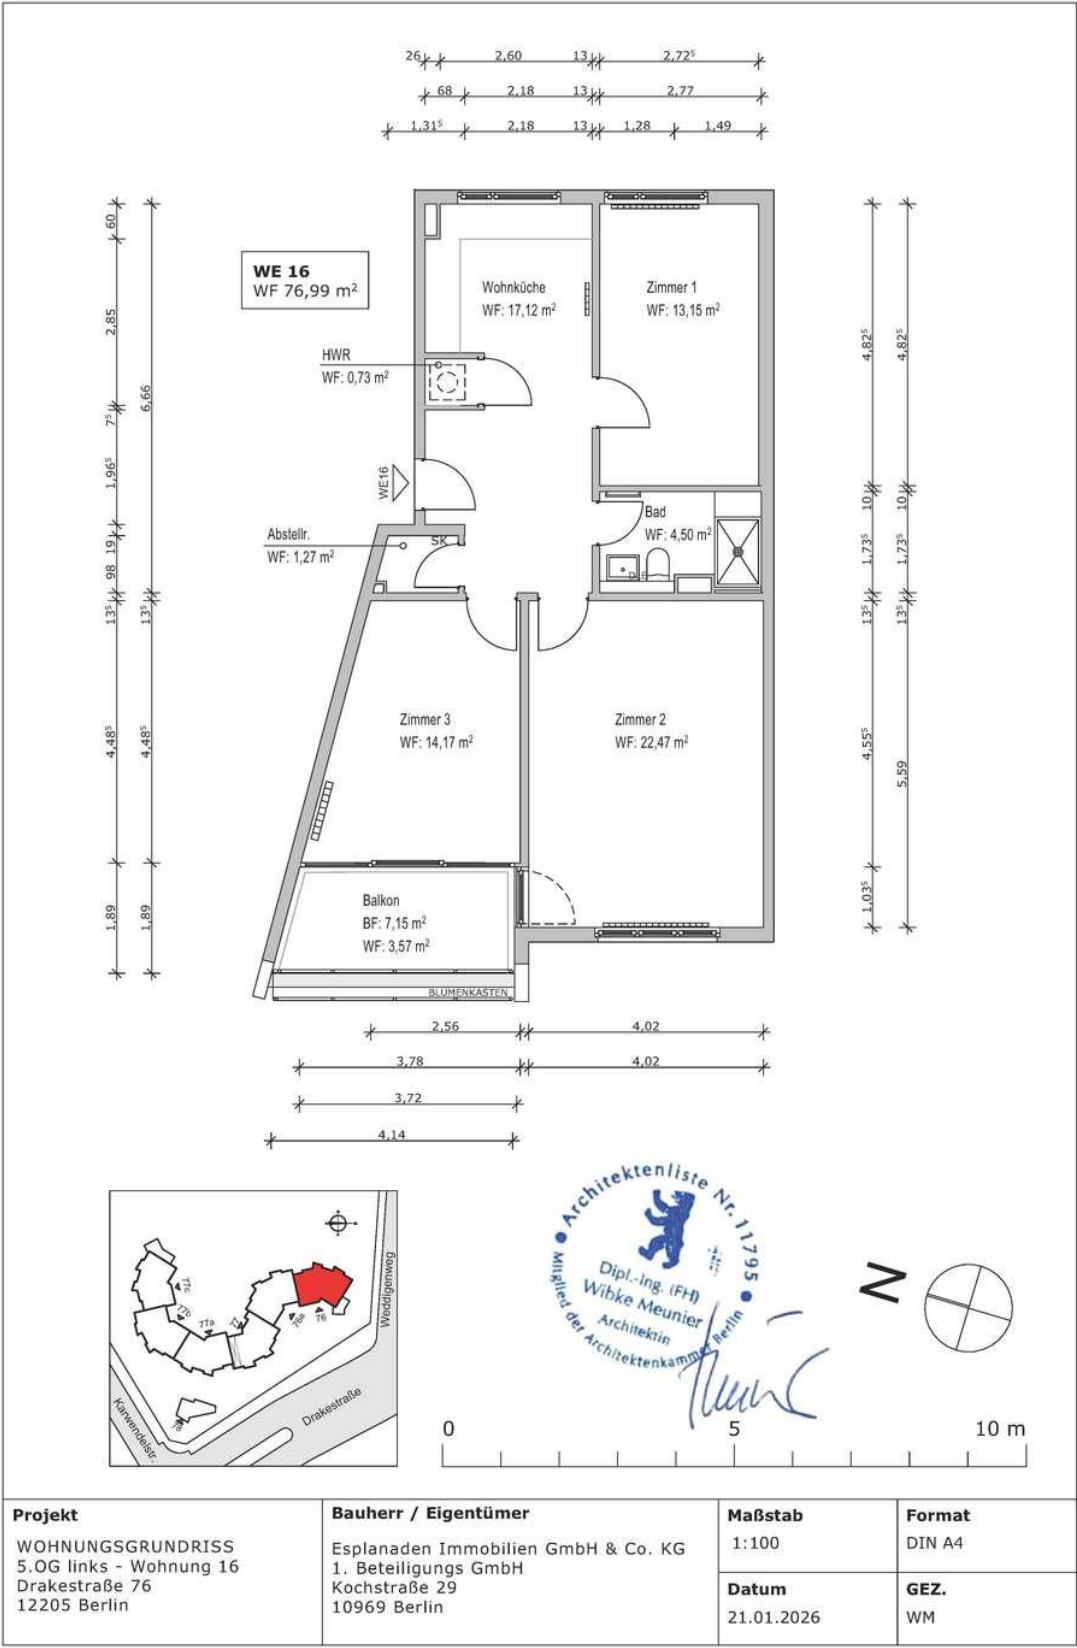 26 2,60 13 2,72⁵
68 2,18 13 2,77
1,31⁵ 2,18 13 1,28 1,49
60
2,85
6,66
7⁵
1,96⁵
19
98
13⁵
13⁵
4,48⁵
4,48⁵
1,89
1,89
WE 16
WF 76,99 m²
Wohnküche
WF: 17,12 m²
Zimmer 1
WF: 13,15 m²
HWR
WF: 0,73 m²
WE16
Abstellr.
WF: 1,27 m²
SK
Bad
WF: 4,50 m²
Zimmer 3
WF: 14,17 m²
Zimmer 2
WF: 22,47 m²
Balkon
BF: 7,15 m²
WF: 3,57 m²
BLUMENKASTEN
4,82⁵
4,82⁵
10
10
1,73⁵
1,73⁵
13⁵
13⁵
4,55⁵
5,59
1,03⁵
2,56 4,02
3,78 4,02
3,72
4,14
77c
77b
77a
77
76a
76
Weddigenweg
Drakestraße
Karwendelstr.
Architektenliste Nr. 11795
Dipl.-Ing. (FH)
Wibke Meunier
Architektin
Mitglied der Architektenkammer Berlin
N
0 5 10 m
Projekt
WOHNUNGSGRUNDRISS
5.OG links - Wohnung 16
Drakestraße 76
12205 Berlin
Bauherr / Eigentümer
Esplanaden Immobilien GmbH & Co. KG
1. Beteiligungs GmbH
Kochstraße 29
10969 Berlin
Maßstab
1:100
Format
DIN A4
Datum
21.01.2026
GEZ.
WM